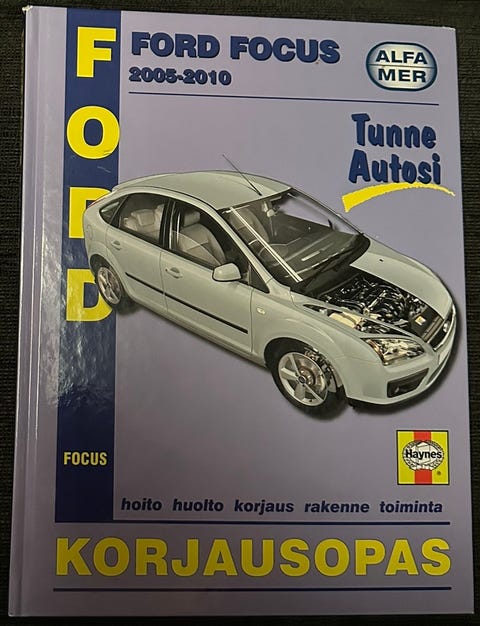 FORD
FORD FOCUS
2005-2010
ALFA
MER
Tunne
Autosi
FOCUS
Haynes
®
hoito huolto korjaus rakenne toiminta
KORJAUSOPAS